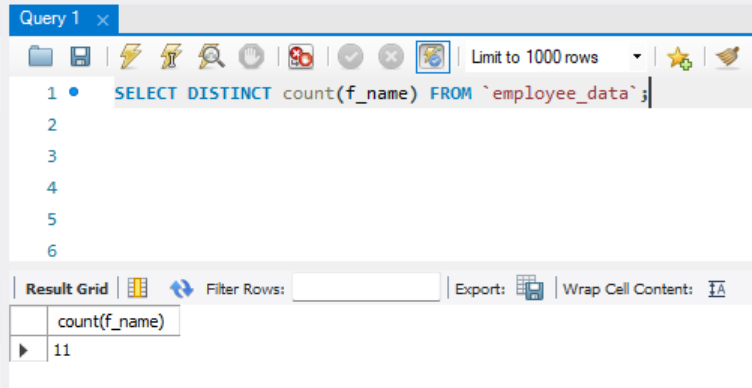 Query 1
Limit to 1000 rows
1 SELECT DISTINCT count(f_name) FROM `employee_data`;
2
3
4
5
6
Result Grid Filter Rows: Export: Wrap Cell Content: IA
count(f_name)
11